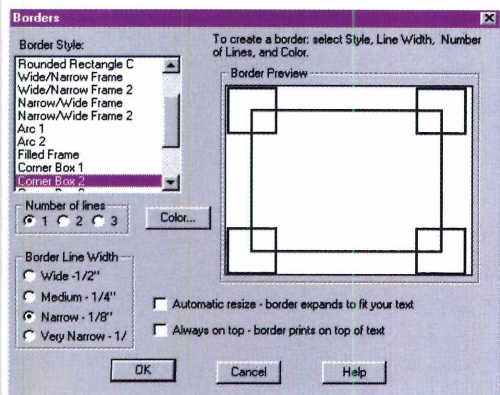 Borders
Border Style:
Rounded Rectangle C
Wide/Narrow Frame
Wide/Narrow Frame 2
Narrow/Wide Frame
Narrow/Wide Frame 2
Arc 1
Arc 2
Filled Frame
Corner Box 1
Corner Box 2
To create a border: select Style, Line Width, Number
of Lines, and Color.
Border Preview
Number of lines
1 2 3
Color...
Border Line Width
Wide -1/2"
Medium - 1/4"
Narrow - 1/8"
Very Narrow - 1/
Automatic resize - border expands to fit your text
Always on top - border prints on top of text
OK
Cancel
Help